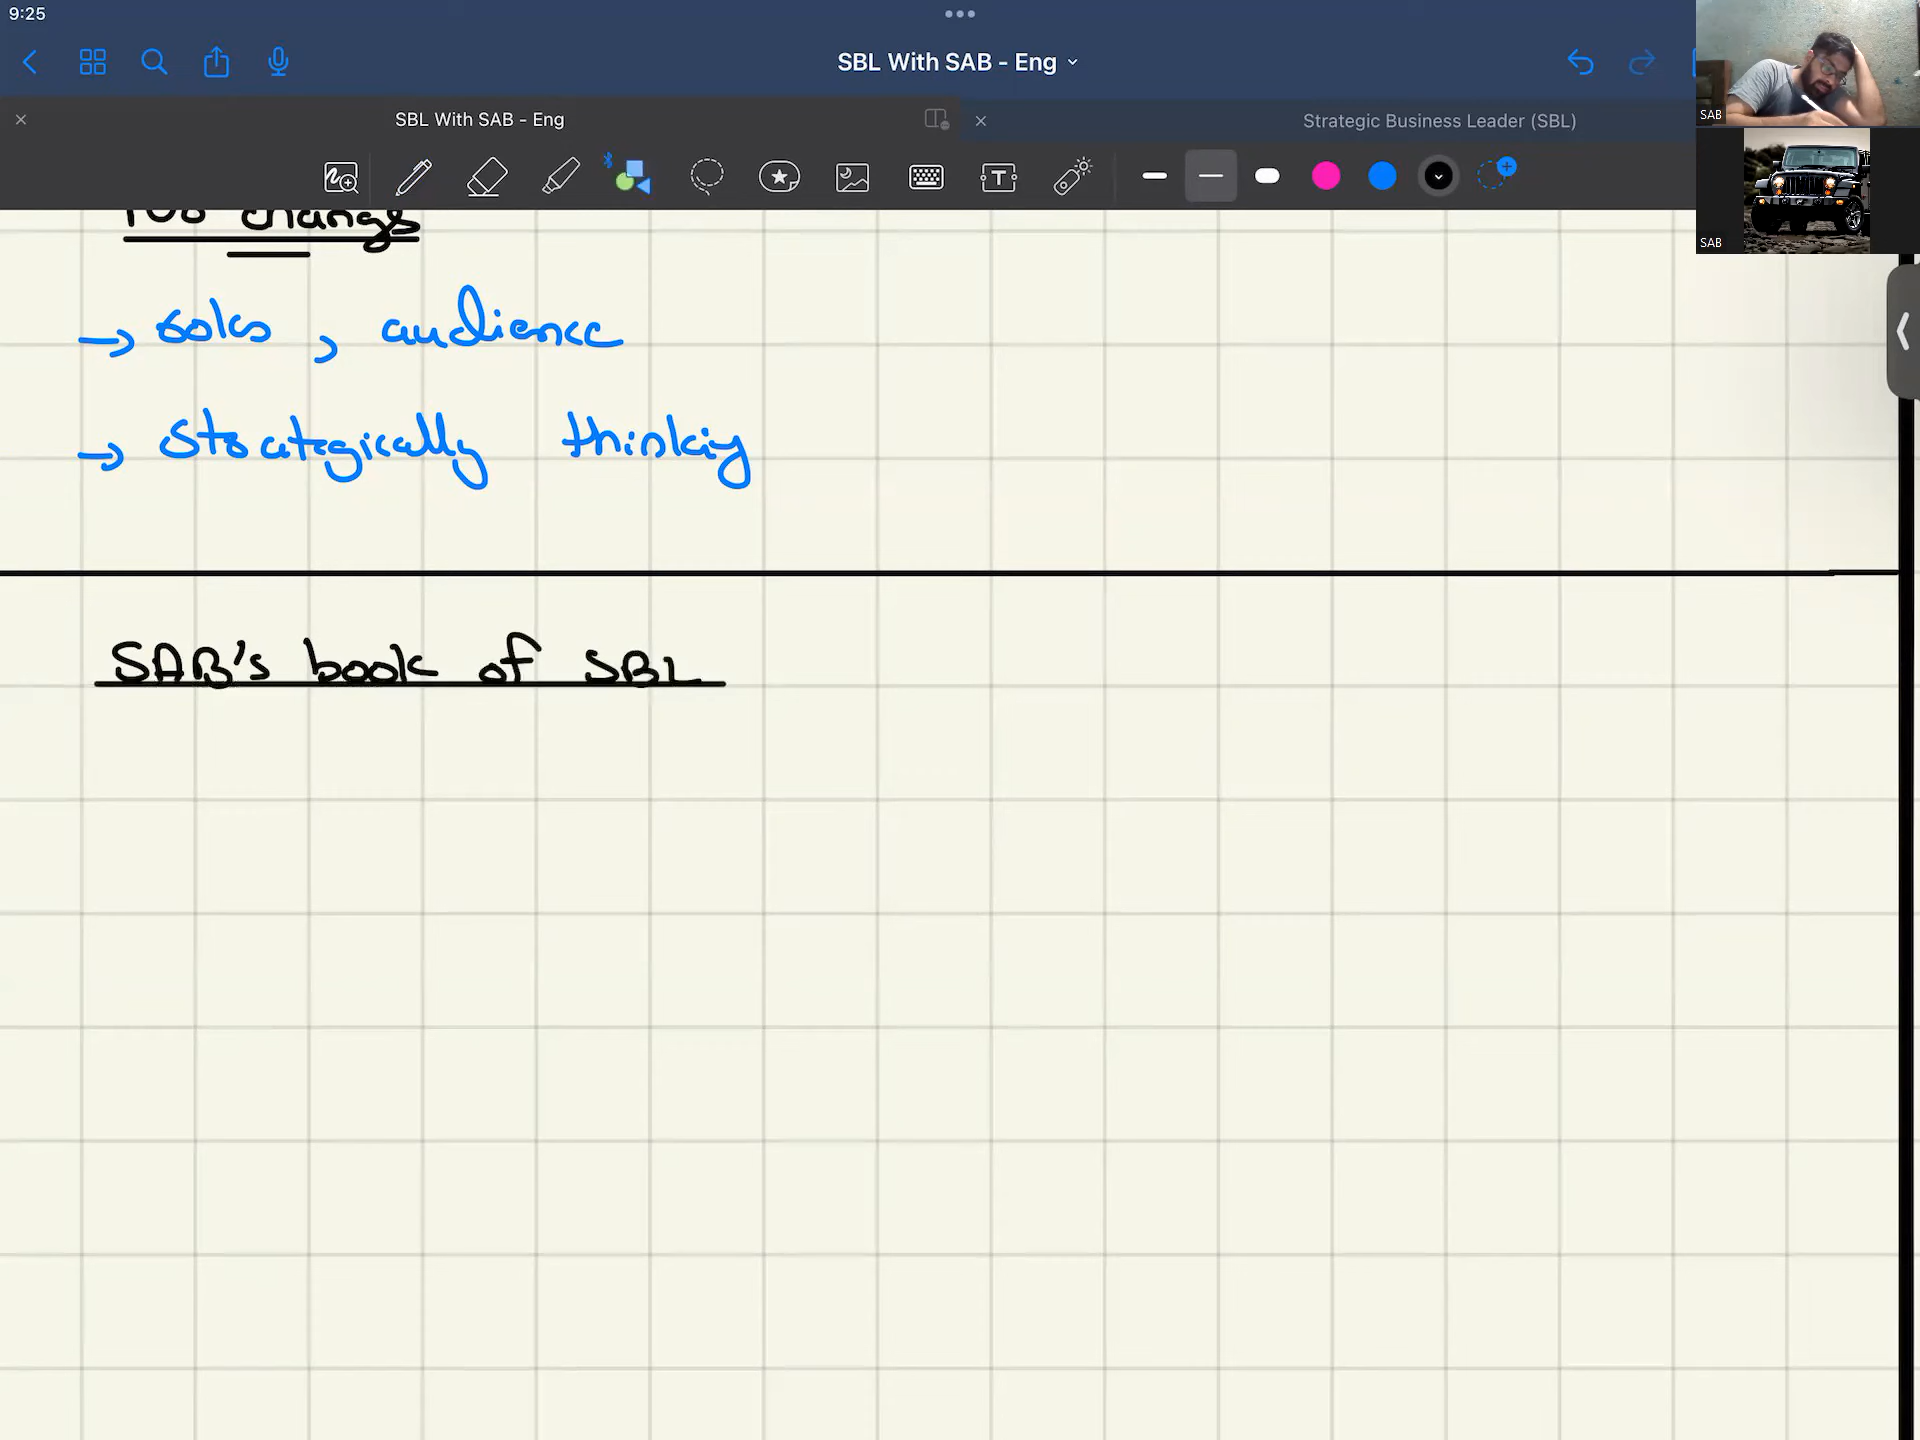 9:25
SBL With SAB - Eng
SBL With SAB - Eng
Strategic Business Leader (SBL)
SAB
SAB
change
→ roles , audience
→ strategically thinking
SAB's book of SBL